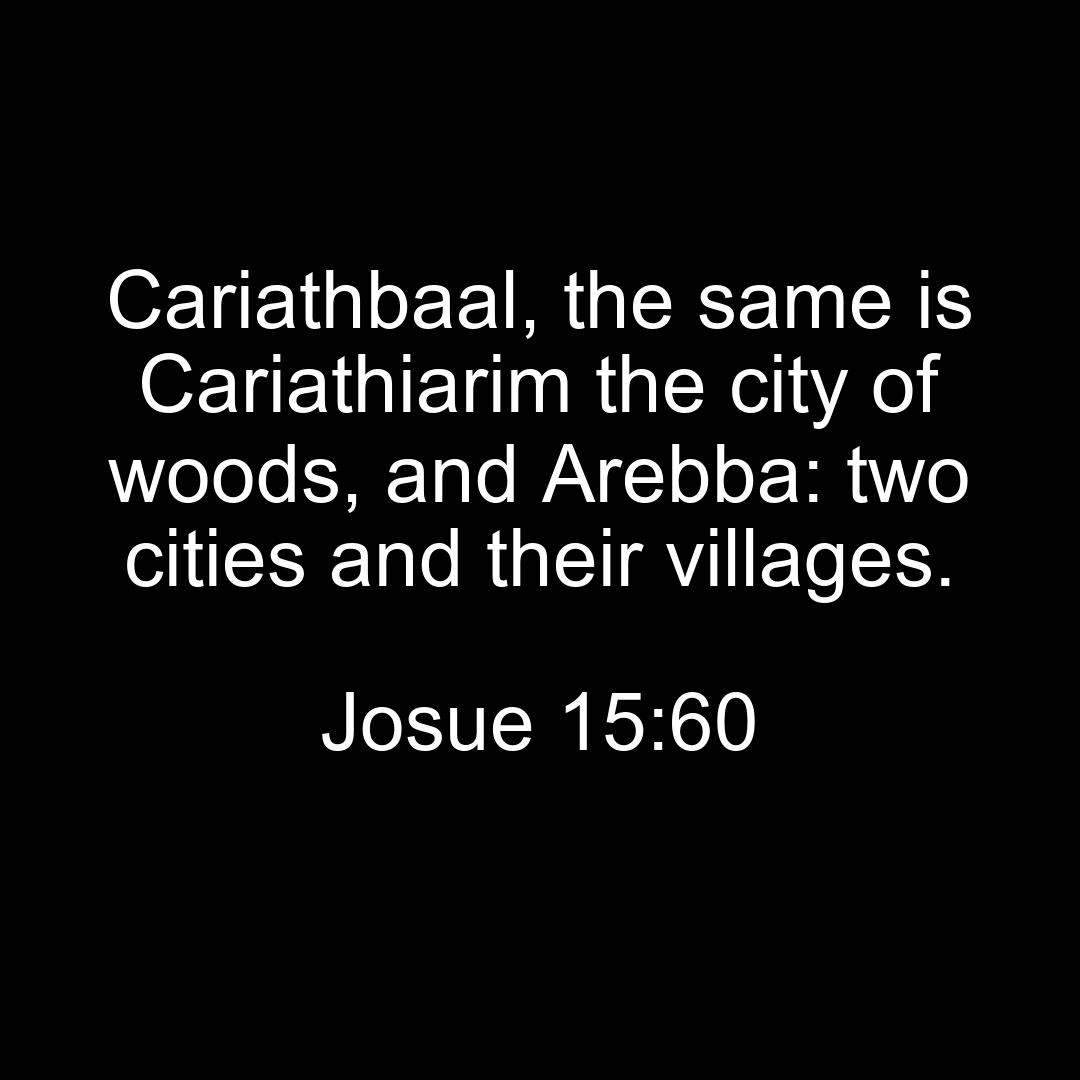 Cariathbaal, the same is
Cariathiarim the city of
woods, and Arebba: two
cities and their villages.
Josue 15:60